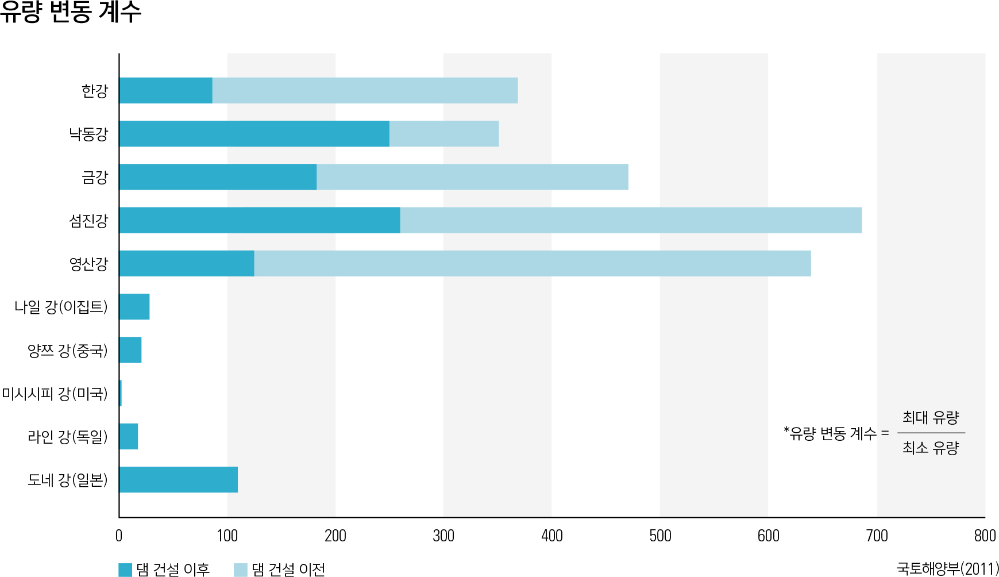 유량 변동 계수
한강
낙동강
금강
섬진강
영산강
나일 강(이집트)
양쯔 강(중국)
미시시피 강(미국)
라인 강(독일)
도네 강(일본)
최대 유량
*유량 변동 계수 =
최소 유량
0 100 200 300 400 500 600 700 800
댐 건설 이후 댐 건설 이전
국토해양부(2011)